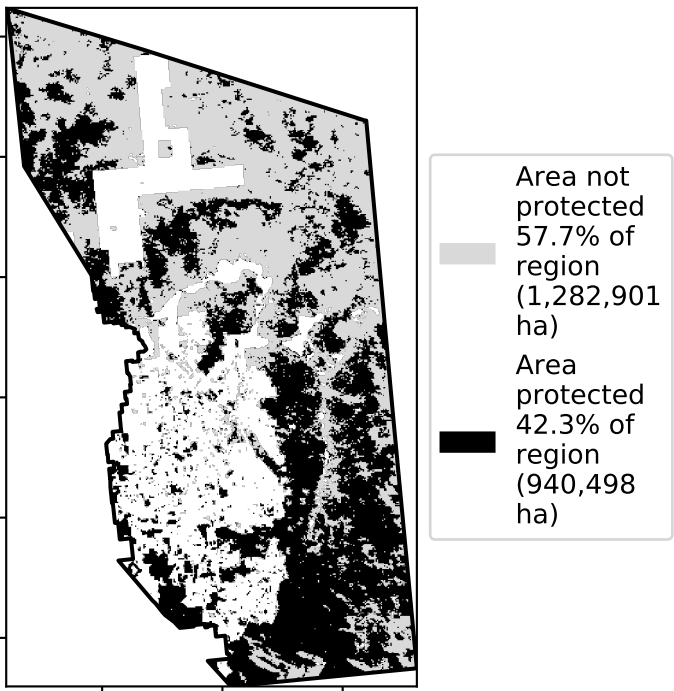 Area not
protected
57.7% of
region
(1,282,901
ha)
Area
protected
42.3% of
region
(940,498
ha)